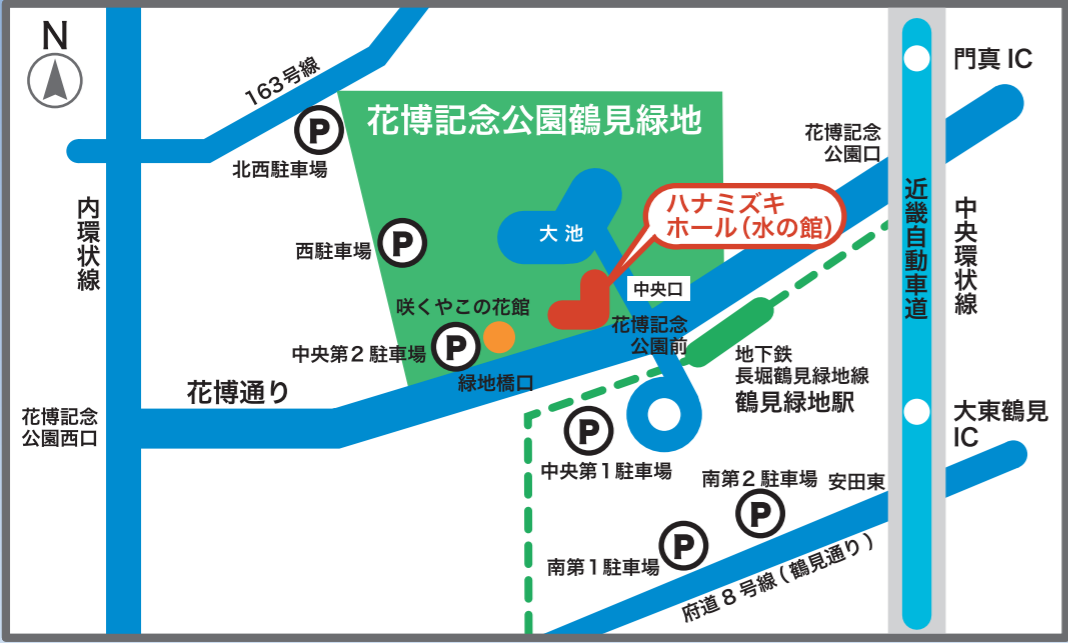 N
163号線
門真 IC
花博記念公園鶴見緑地
P
北西駐車場
花博記念
公園口
内環状線
近畿自動車道
中央環状線
ハナミズキ
ホール(水の館)
大池
P
西駐車場
中央口
咲くやこの花館
花博記念
公園前
P
中央第2駐車場
緑地橋口
地下鉄
長堀鶴見緑地線
鶴見緑地駅
花博通り
花博記念
公園西口
大東鶴見
IC
P
中央第1駐車場
南第2駐車場
P
安田東
P
南第1駐車場
府道8号線(鶴見通り)